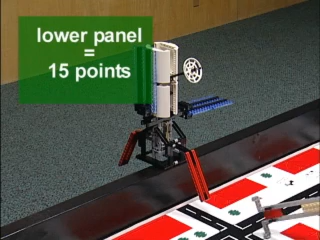 lower panel
=
15 points